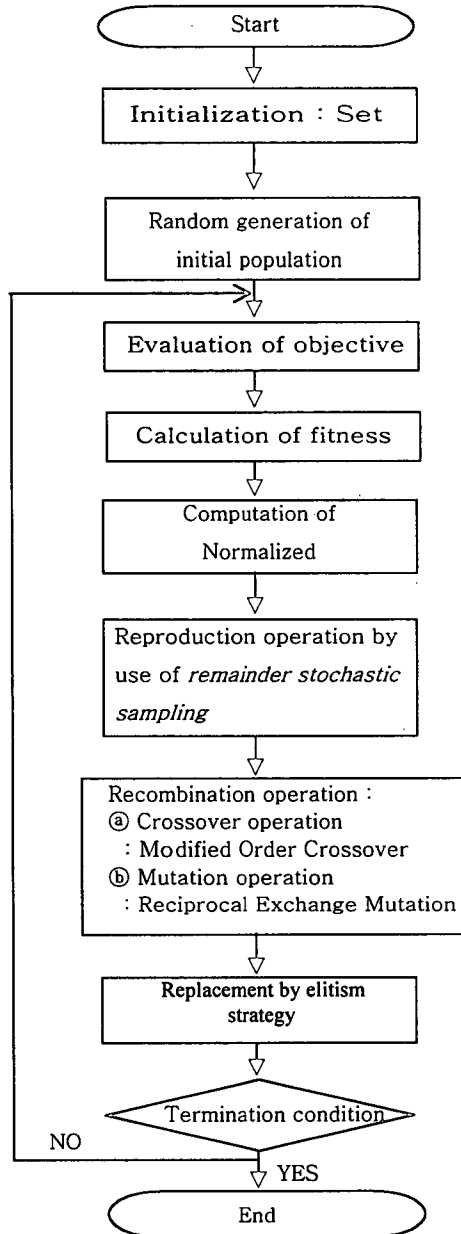 Start
Initialization : Set
Random generation of
initial population
Evaluation of objective
Calculation of fitness
Computation of
Normalized
Reproduction operation by
use of remainder stochastic
sampling
Recombination operation :
ⓐ Crossover operation
: Modified Order Crossover
ⓑ Mutation operation
: Reciprocal Exchange Mutation
Replacement by elitism
strategy
Termination condition
NO
YES
End